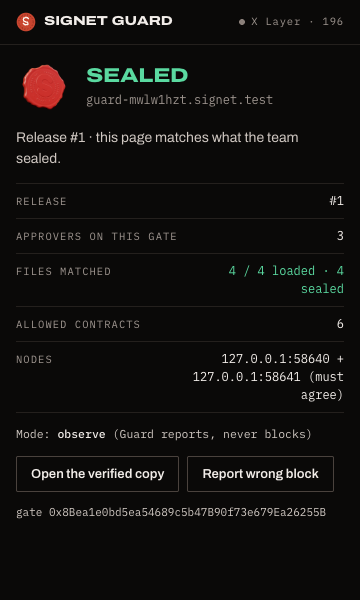 S SIGNET GUARD ● X Layer · 196
SEALED
guard-mwlw1hzt.signet.test
Release #1 · this page matches what the team
sealed.
RELEASE #1
APPROVERS ON THIS GATE 3
FILES MATCHED 4 / 4 loaded · 4
sealed
ALLOWED CONTRACTS 6
NODES 127.0.0.1:58640 +
127.0.0.1:58641 (must
agree)
Mode: observe (Guard reports, never blocks)
Open the verified copy Report wrong block
gate 0x8Bea1e0bd5ea54689c5b47B90f73e679Ea26255B